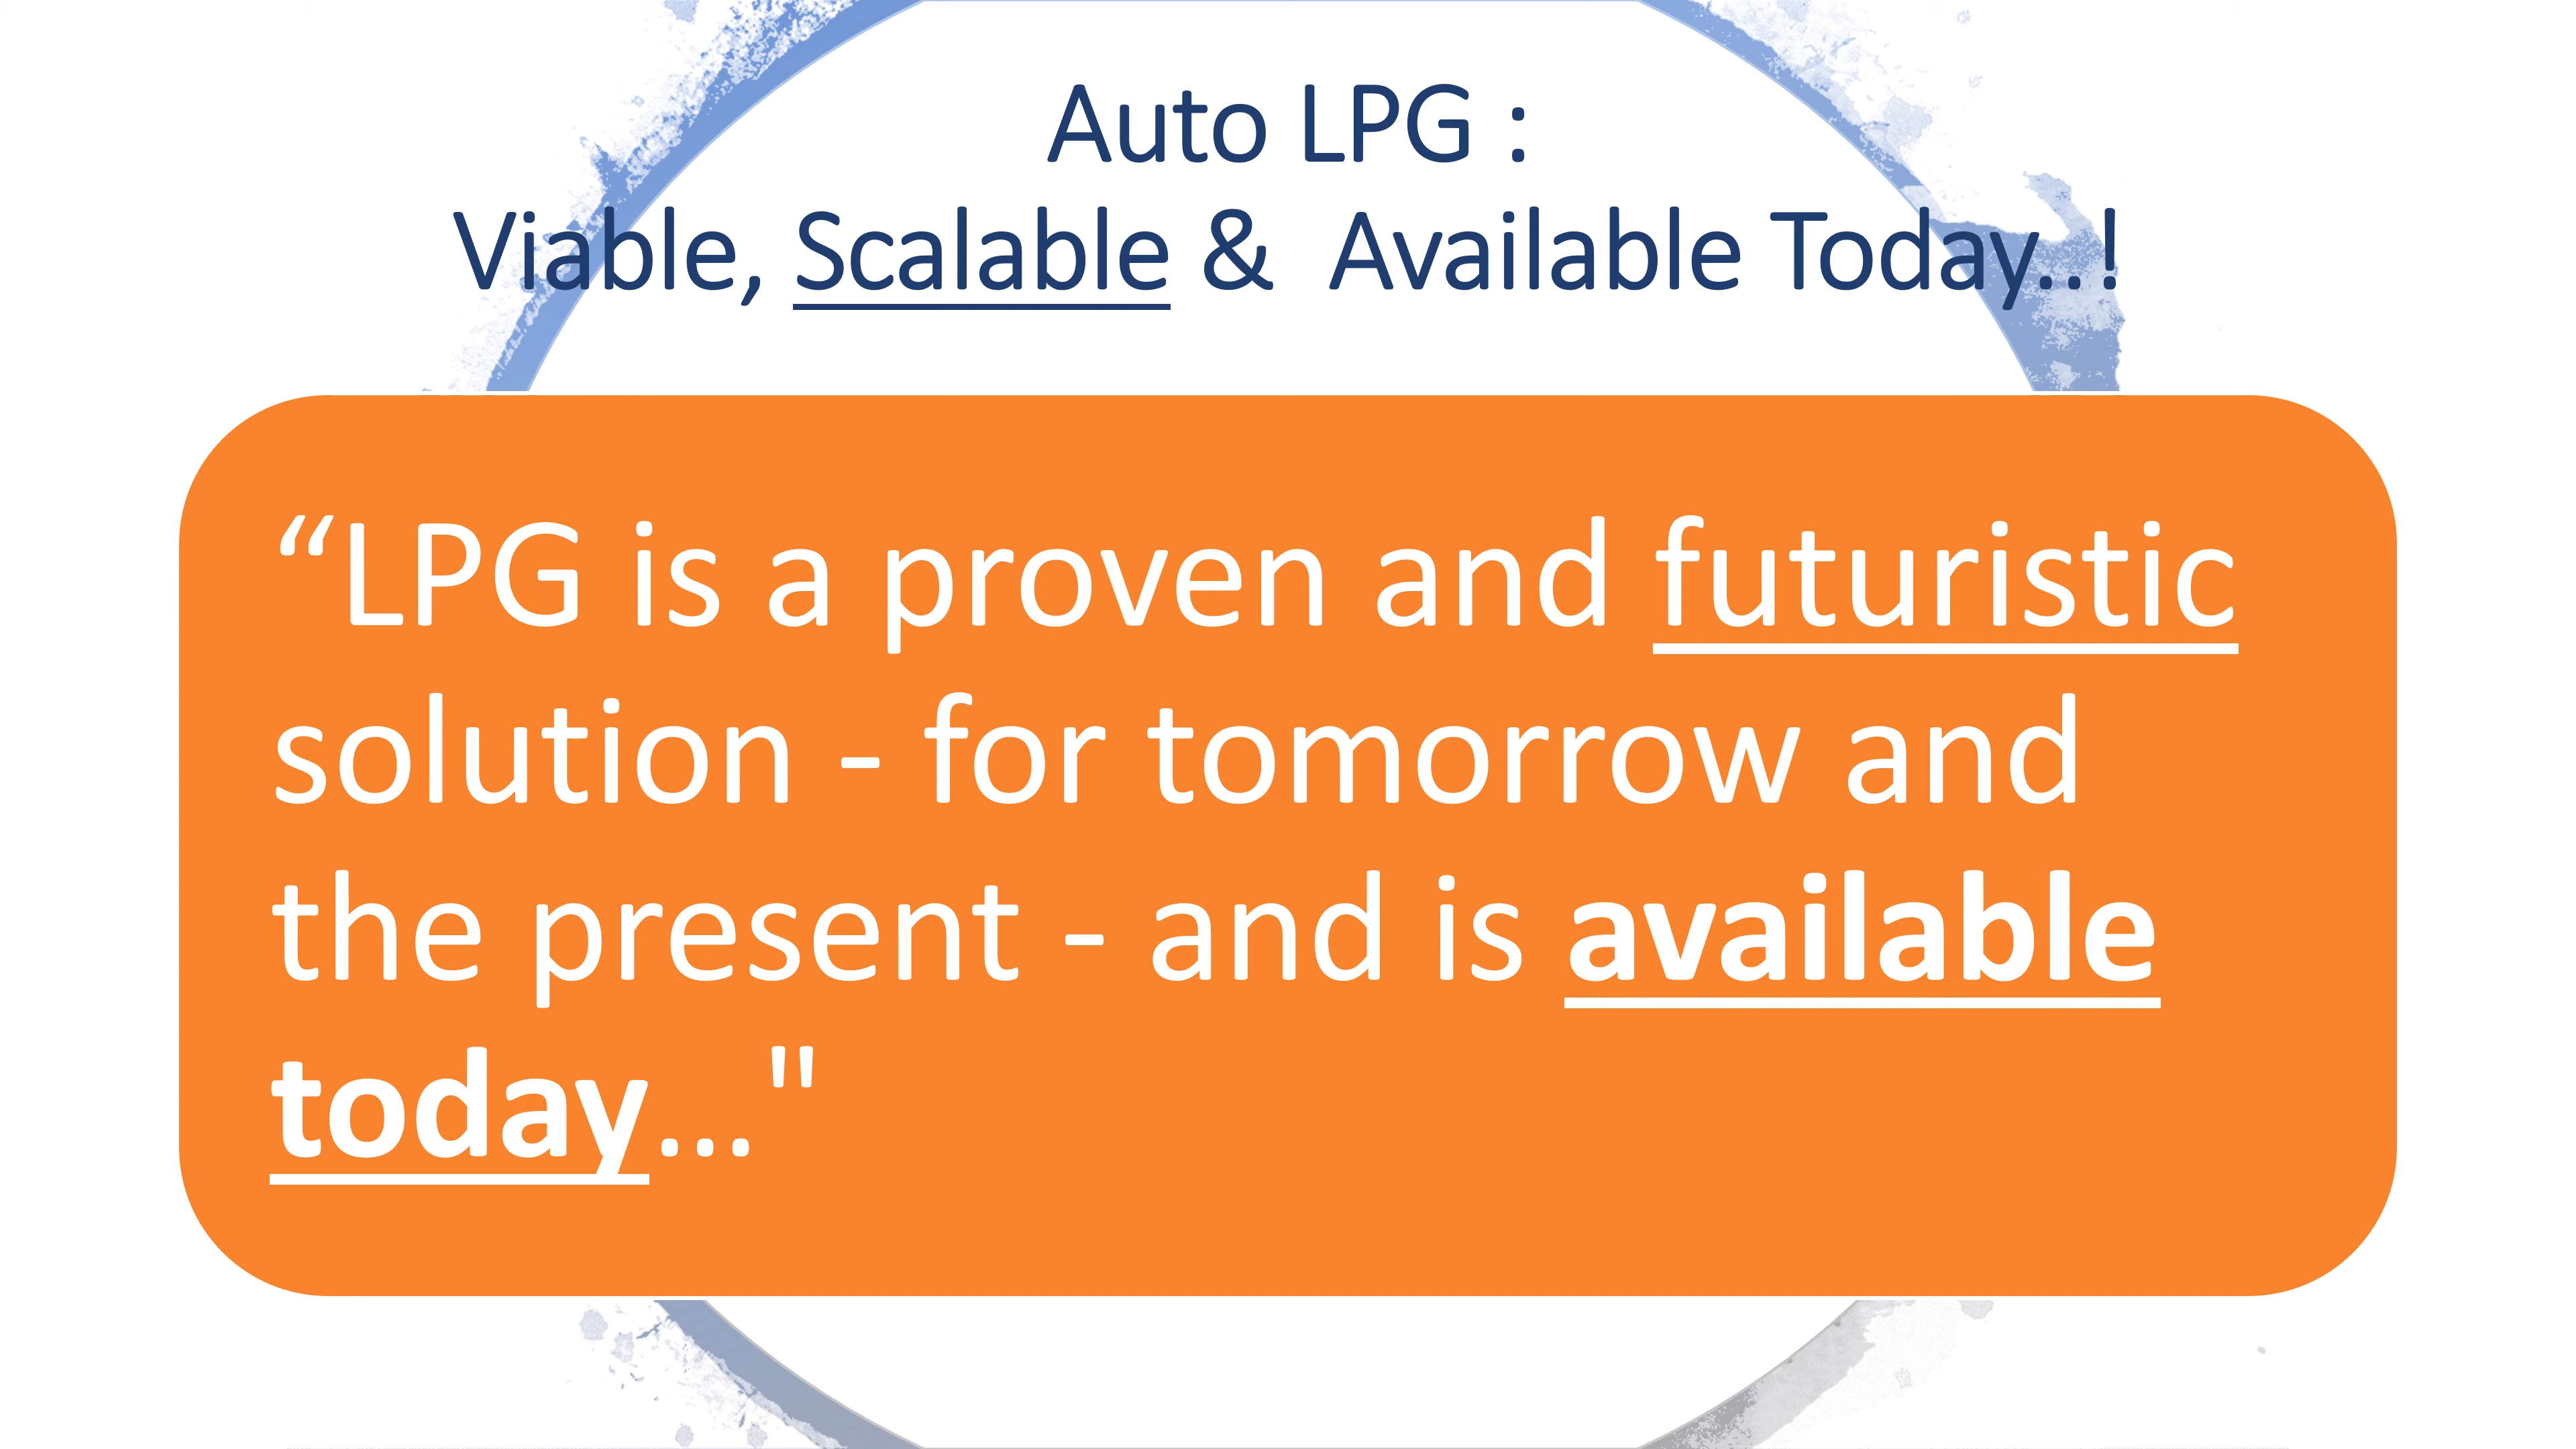 Auto LPG :
Viable, Scalable &  Available Today..!
“LPG is a proven and futuristic
solution - for tomorrow and
the present - and is available
today..."